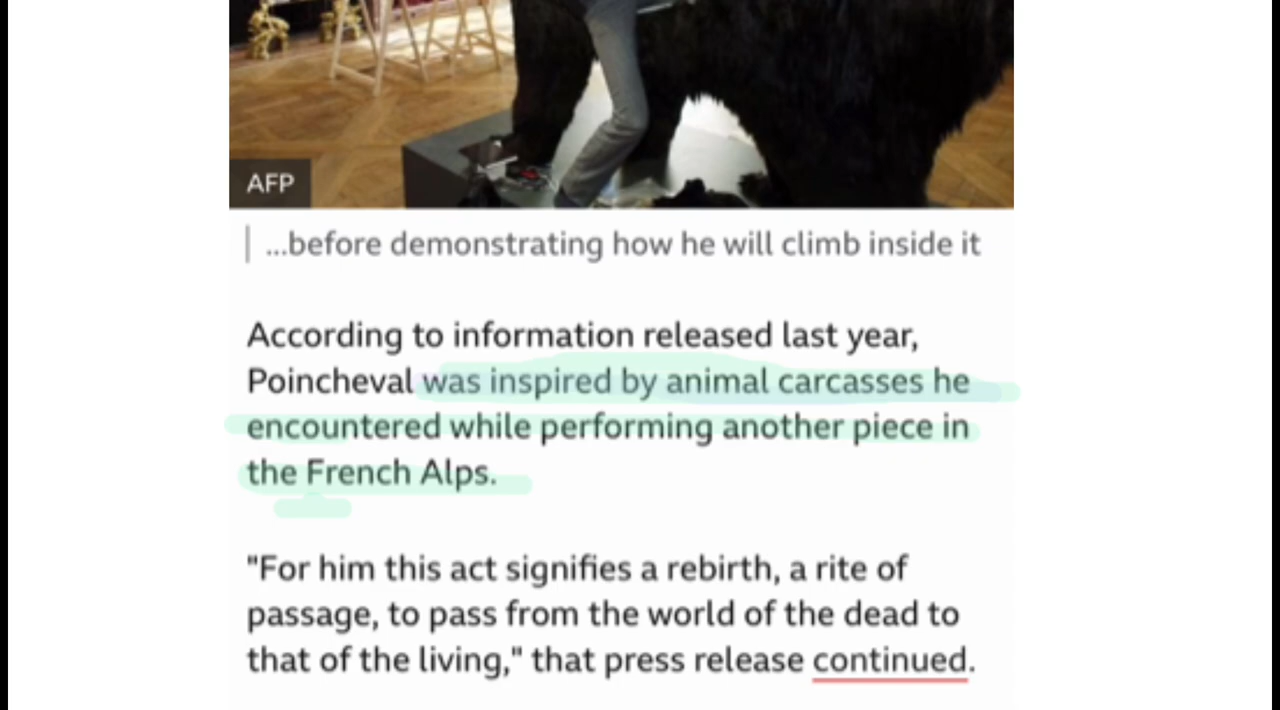 AFP
...before demonstrating how he will climb inside it
According to information released last year,
Poincheval was inspired by animal carcasses he
encountered while performing another piece in
the French Alps.
"For him this act signifies a rebirth, a rite of
passage, to pass from the world of the dead to
that of the living," that press release continued.